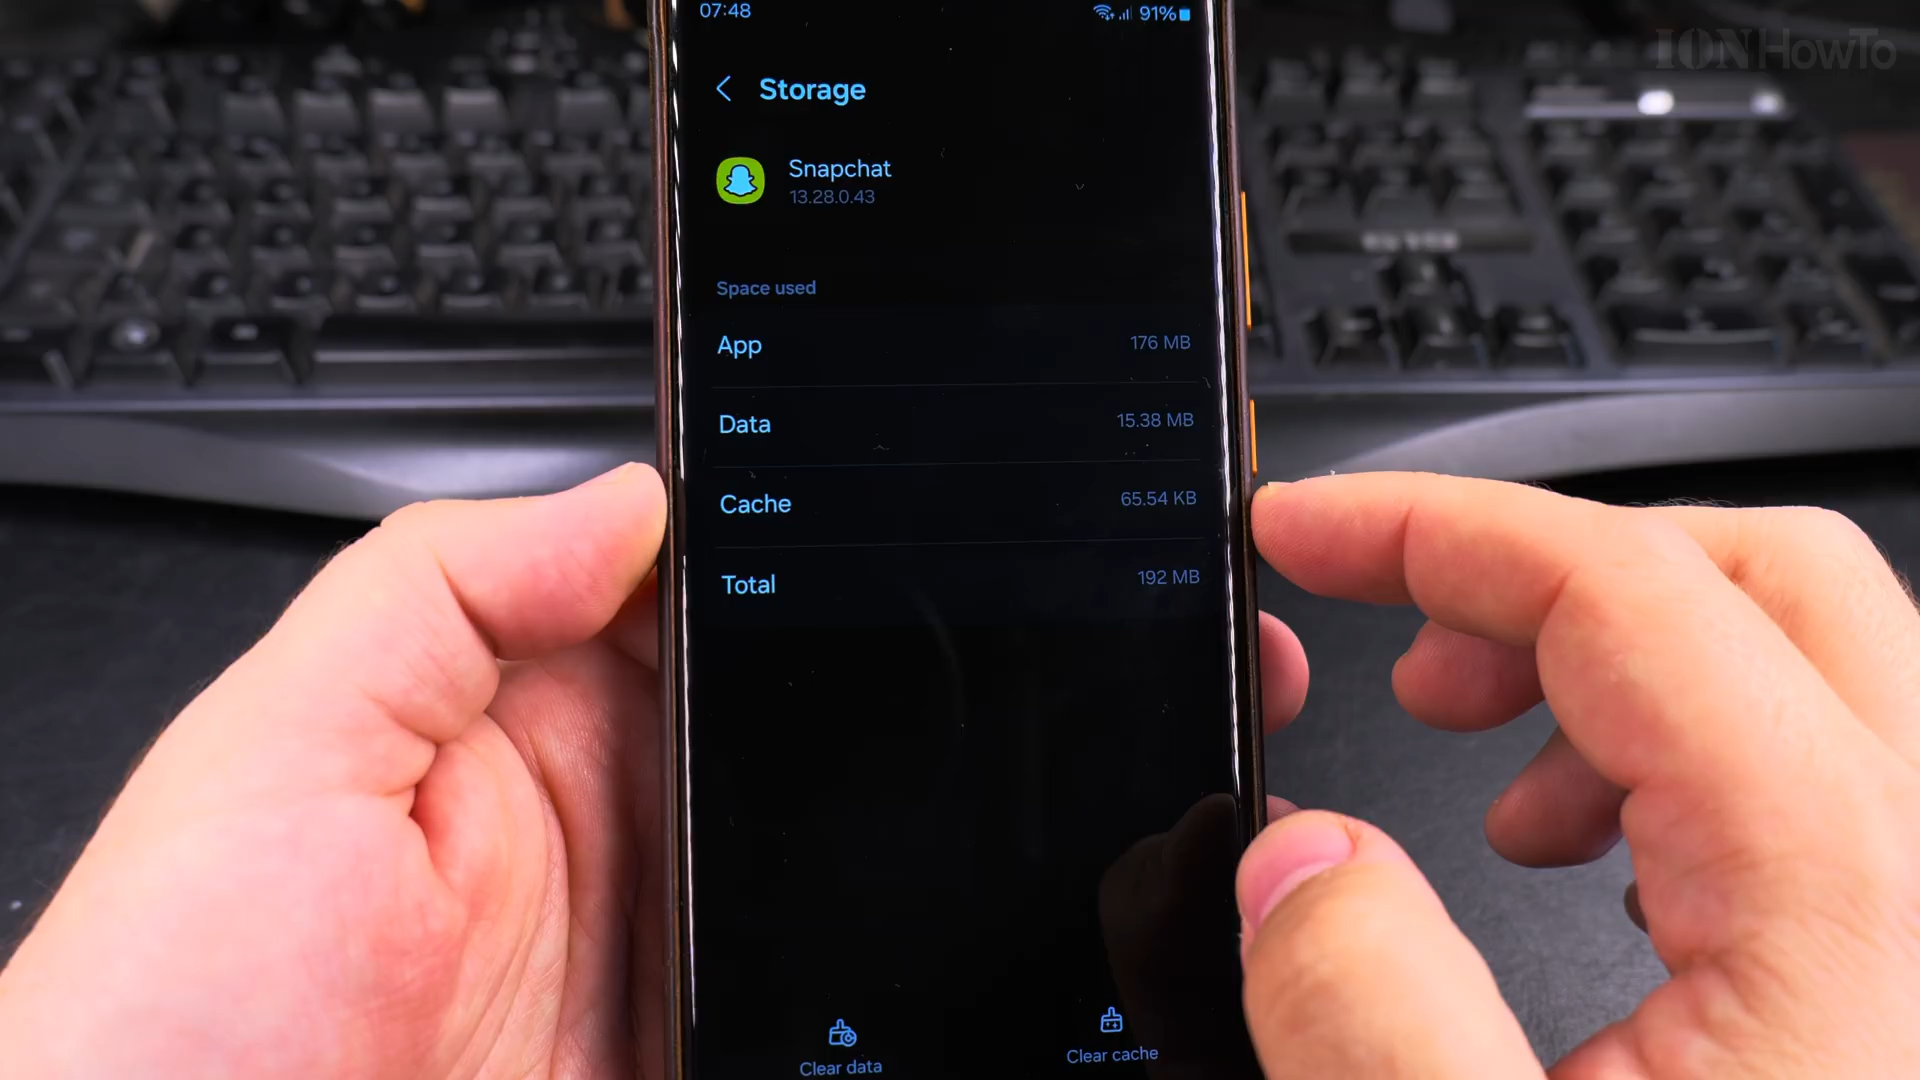 07:48
91%
IONHowTo
Storage
Snapchat
13.28.0.43
Space used
App
176 MB
Data
15.38 MB
Cache
65.54 KB
Total
192 MB
Clear data
Clear cache